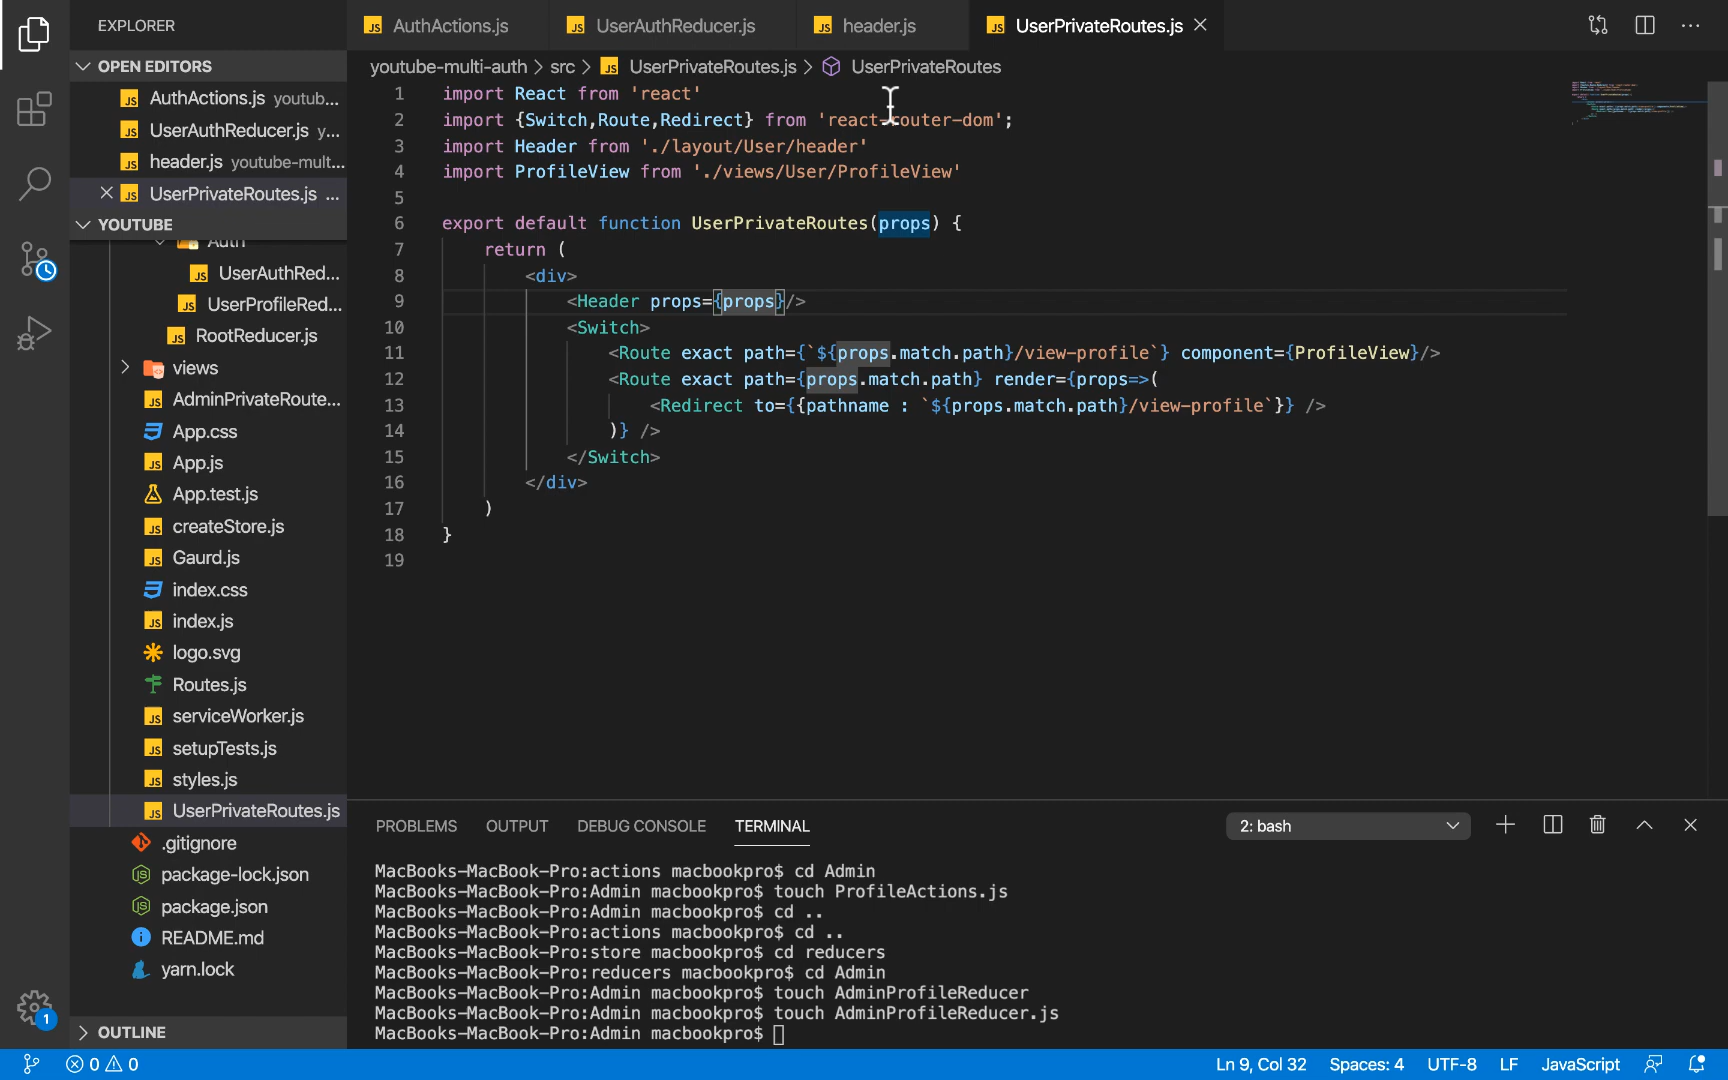 EXPLORER
OPEN EDITORS
AuthActions.js youtub...
UserAuthReducer.js y...
header.js youtube-mult...
UserPrivateRoutes.js ...
YOUTUBE
Auth
UserAuthRed...
UserProfileRed...
RootReducer.js
views
AdminPrivateRoute...
App.css
App.js
App.test.js
createStore.js
Gaurd.js
index.css
index.js
logo.svg
Routes.js
serviceWorker.js
setupTests.js
styles.js
UserPrivateRoutes.js
.gitignore
package-lock.json
package.json
README.md
yarn.lock
OUTLINE
AuthActions.js UserAuthReducer.js header.js UserPrivateRoutes.js
youtube-multi-auth > src > UserPrivateRoutes.js > UserPrivateRoutes
1 import React from 'react'
2 import {Switch,Route,Redirect} from 'react-router-dom';
3 import Header from './layout/User/header'
4 import ProfileView from './views/User/ProfileView'
5
6 export default function UserPrivateRoutes(props) {
7 return (
8 <div>
9 <Header props={props}/>
10 <Switch>
11 <Route exact path={`${props.match.path}/view-profile`} component={ProfileView}/>
12 <Route exact path={props.match.path} render={props=>(
13 <Redirect to={{pathname : `${props.match.path}/view-profile`}} />
14 )} />
15 </Switch>
16 </div>
17 )
18 }
19
PROBLEMS OUTPUT DEBUG CONSOLE TERMINAL 2: bash
MacBooks-MacBook-Pro:actions macbookpro$ cd Admin
MacBooks-MacBook-Pro:Admin macbookpro$ touch ProfileActions.js
MacBooks-MacBook-Pro:Admin macbookpro$ cd ..
MacBooks-MacBook-Pro:actions macbookpro$ cd ..
MacBooks-MacBook-Pro:store macbookpro$ cd reducers
MacBooks-MacBook-Pro:reducers macbookpro$ cd Admin
MacBooks-MacBook-Pro:Admin macbookpro$ touch AdminProfileReducer
MacBooks-MacBook-Pro:Admin macbookpro$ touch AdminProfileReducer.js
MacBooks-MacBook-Pro:Admin macbookpro$
1
0 0 Ln 9, Col 32 Spaces: 4 UTF-8 LF JavaScript